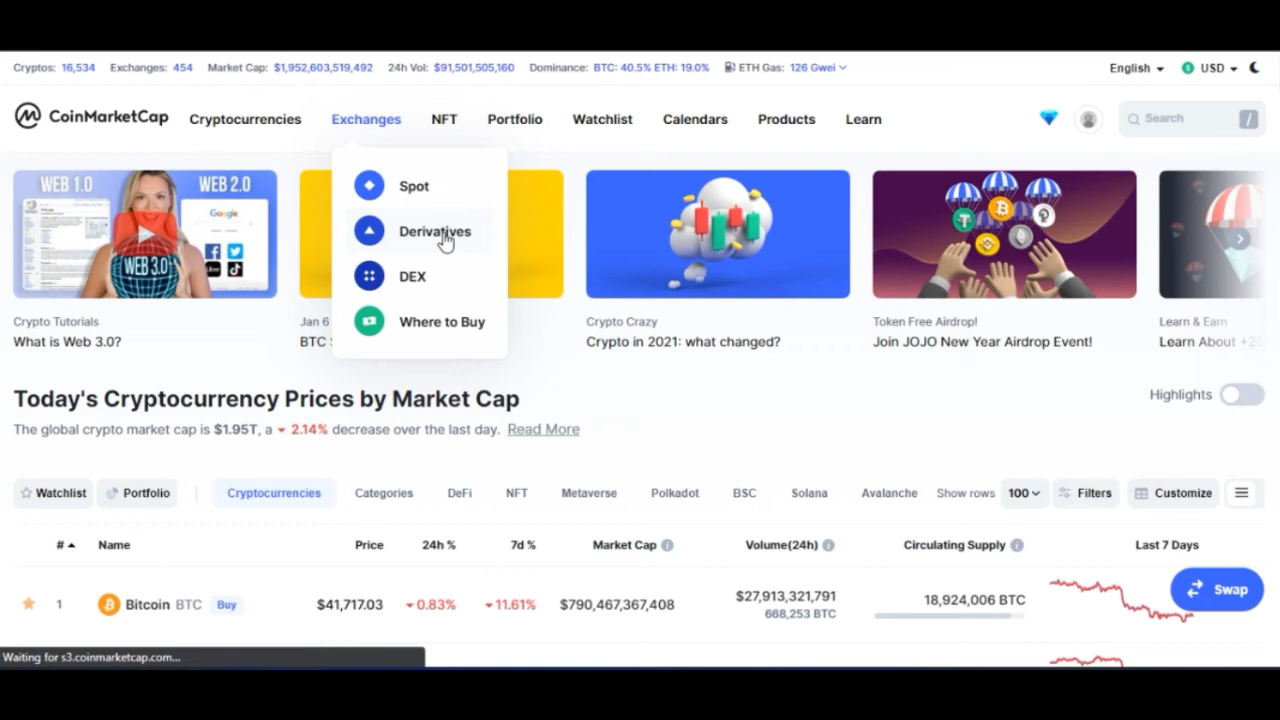 Cryptos: 16,534 Exchanges: 454 Market Cap: $1,952,603,519,492 24h Vol: $91,501,505,160 Dominance: BTC: 40.5% ETH: 19.0% ETH Gas: 126 Gwei English USD
CoinMarketCap Cryptocurrencies Exchanges NFT Portfolio Watchlist Calendars Products Learn Search /
WEB 1.0 WEB 2.0
Google
WEB 3.0
Spot
Derivatives
DEX
Where to Buy
Crypto Tutorials
What is Web 3.0?
Jan 6
BTC
Crypto Crazy
Crypto in 2021: what changed?
Token Free Airdrop!
Join JOJO New Year Airdrop Event!
Learn & Earn
Learn About
Today's Cryptocurrency Prices by Market Cap
Highlights
The global crypto market cap is $1.95T, a 2.14% decrease over the last day. Read More
Watchlist Portfolio Cryptocurrencies Categories DeFi NFT Metaverse Polkadot BSC Solana Avalanche Show rows 100 Filters Customize
# Name Price 24h % 7d % Market Cap Volume(24h) Circulating Supply Last 7 Days
1 Bitcoin BTC Buy $41,717.03 0.83% 11.61% $790,467,367,408 $27,913,321,791 18,924,006 BTC
668,253 BTC
Swap
Waiting for s3.coinmarketcap.com...